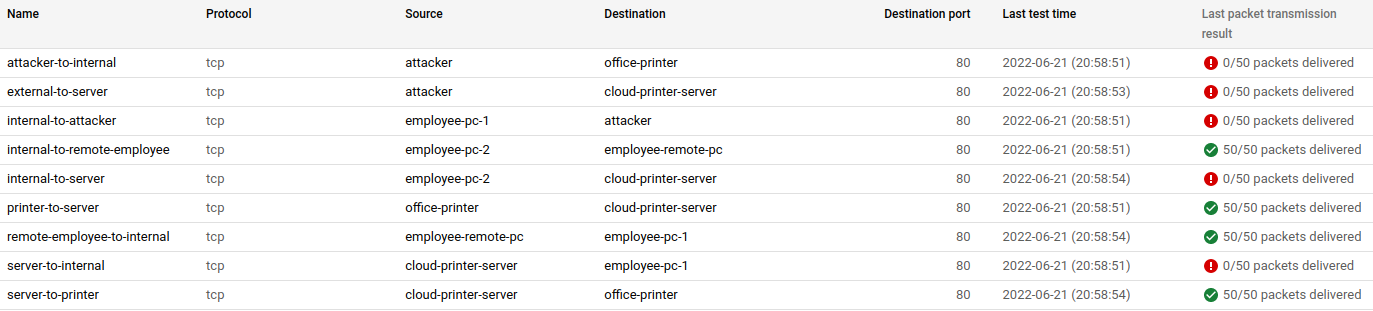 Name Protocol Source Destination Destination port Last test time Last packet transmission
result
attacker-to-internal tcp attacker office-printer 80 2022-06-21 (20:58:51) 0/50 packets delivered
external-to-server tcp attacker cloud-printer-server 80 2022-06-21 (20:58:53) 0/50 packets delivered
internal-to-attacker tcp employee-pc-1 attacker 80 2022-06-21 (20:58:51) 0/50 packets delivered
internal-to-remote-employee tcp employee-pc-2 employee-remote-pc 80 2022-06-21 (20:58:51) 50/50 packets delivered
internal-to-server tcp employee-pc-2 cloud-printer-server 80 2022-06-21 (20:58:54) 0/50 packets delivered
printer-to-server tcp office-printer cloud-printer-server 80 2022-06-21 (20:58:51) 50/50 packets delivered
remote-employee-to-internal tcp employee-remote-pc employee-pc-1 80 2022-06-21 (20:58:54) 50/50 packets delivered
server-to-internal tcp cloud-printer-server employee-pc-1 80 2022-06-21 (20:58:51) 0/50 packets delivered
server-to-printer tcp cloud-printer-server office-printer 80 2022-06-21 (20:58:54) 50/50 packets delivered